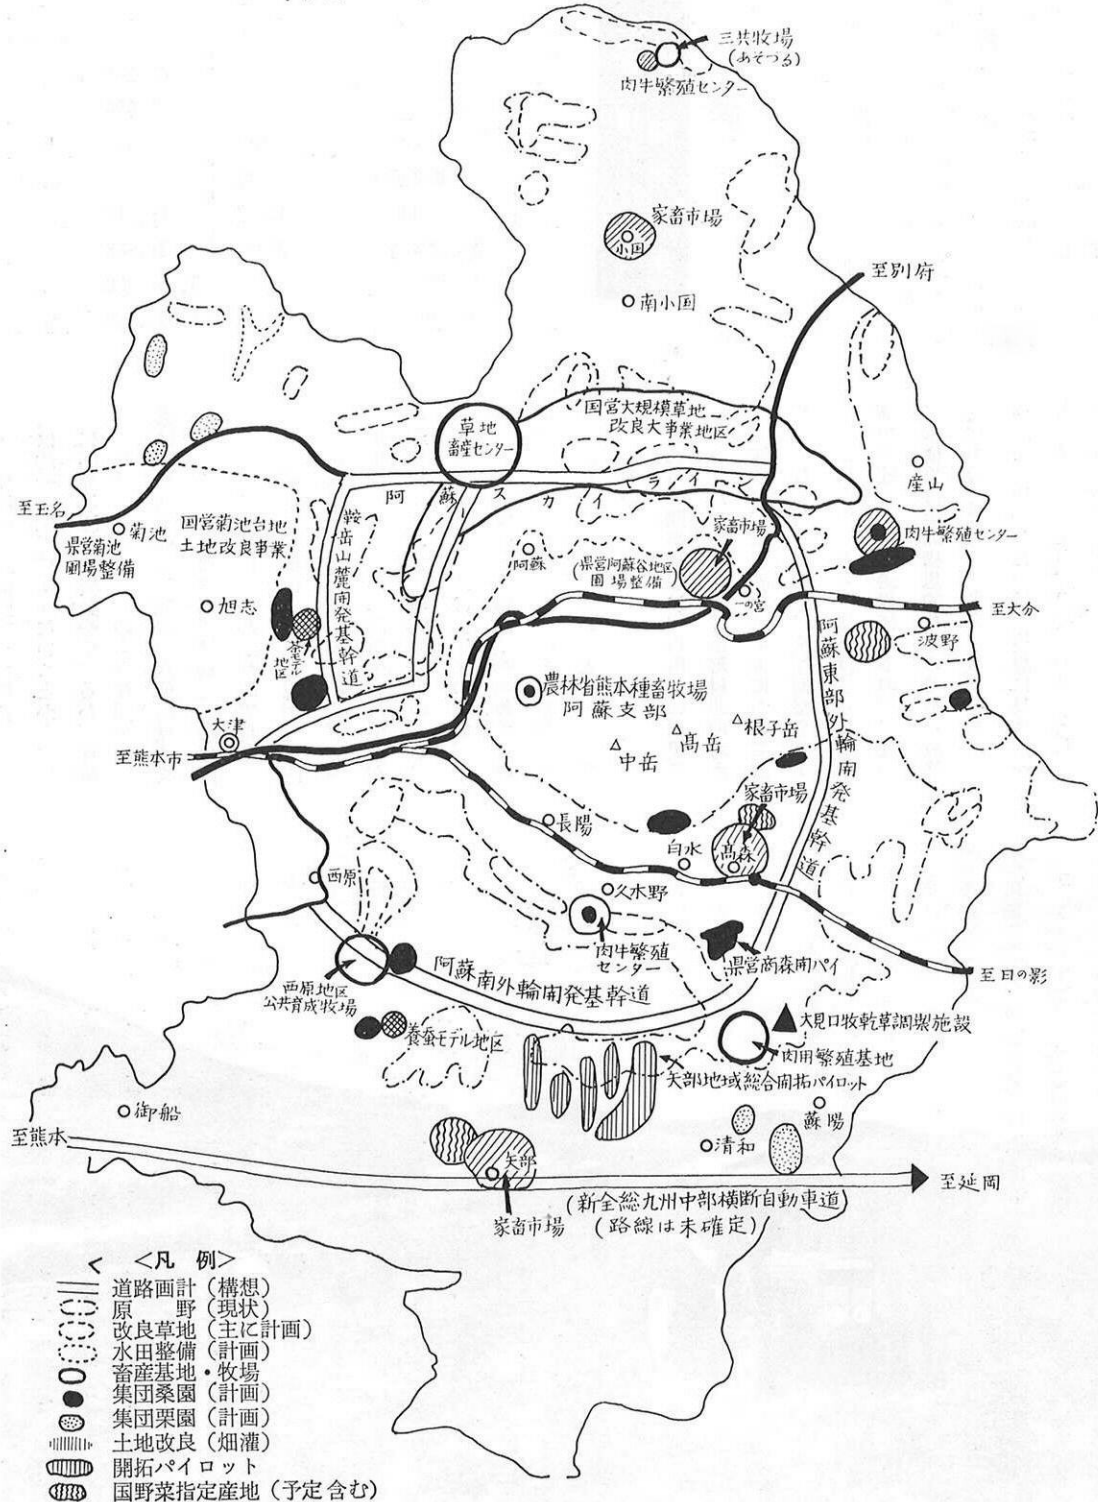 三共牧場
(あそづる)
肉牛繁殖センター
家畜市場
小国
至別府
南小国
国営大規模草地
改良大事業地区
草地
畜産センター
阿蘇スカイライン
産山
至玉名
菊池
県営菊池
圃場整備
国営菊池台地
土地改良事業
鞍岳山麓開発基幹道
阿蘇
家畜市場
(県営阿蘇谷地区
圃場整備)
肉牛繁殖センター
一の宮
至大分
旭志
波野
茶モデル
地区
阿蘇東部外輪開発基幹道
農林省熊本種畜牧場
阿蘇支部
根子岳
高岳
中岳
大津
至熊本市
家畜市場
長陽
白水
高森
西原
久木野
肉牛繁殖
センター
県営高森開パイ
至日の影
西原地区
公共育成牧場
阿蘇南外輪開発基幹道
大見口牧乾草調製施設
養蚕モデル地区
肉用繁殖基地
矢部地域総合開拓パイロット
御船
蘇陽
至熊本
清和
矢部
至延岡
(新全総九州中部横断自動車道)
(路線は未確定)
家畜市場
<凡 例>
道路画計(構想)
原 野(現状)
改良草地(主に計画)
水田整備(計画)
畜産基地・牧場
集団桑園(計画)
集団栗園(計画)
土地改良(畑灌)
開拓パイロット
国野菜指定産地(予定含む)